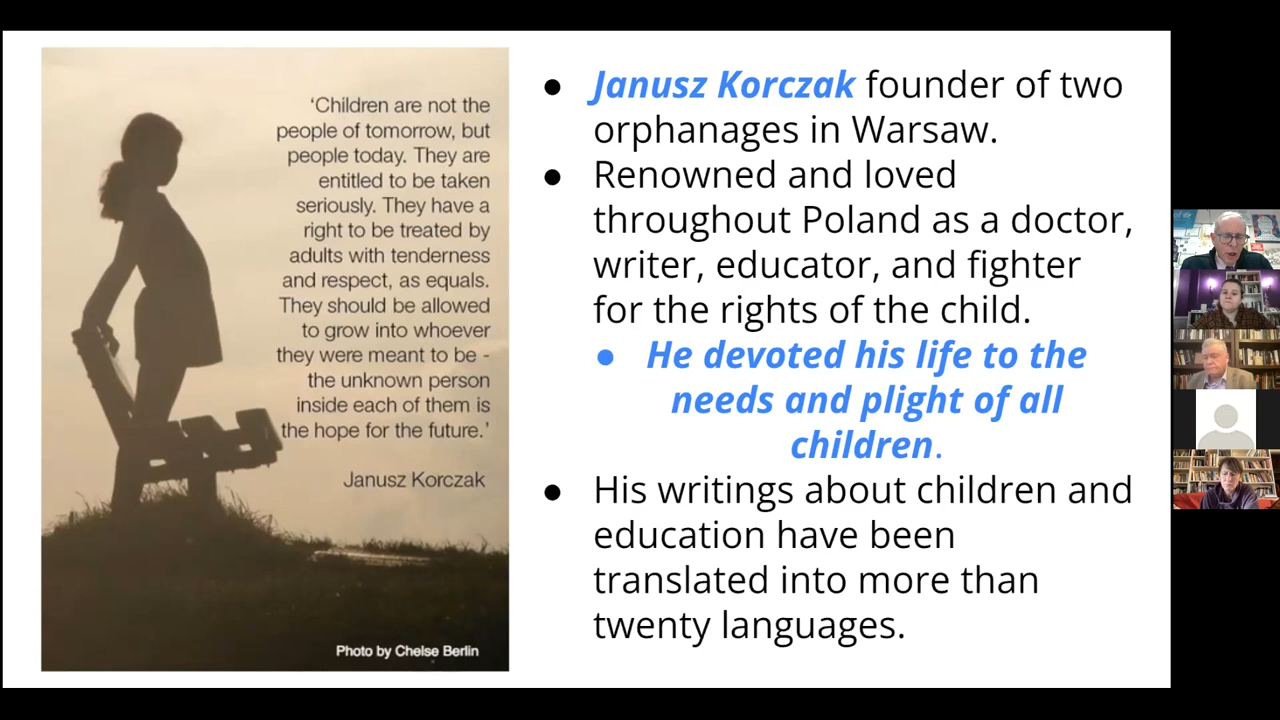 ‘Children are not the
people of tomorrow, but
people today. They are
entitled to be taken
seriously. They have a
right to be treated by
adults with tenderness
and respect, as equals.
They should be allowed
to grow into whoever
they were meant to be -
the unknown person
inside each of them is
the hope for the future.’
Janusz Korczak
Photo by Chelse Berlin
● Janusz Korczak founder of two
orphanages in Warsaw.
● Renowned and loved
throughout Poland as a doctor,
writer, educator, and fighter
for the rights of the child.
● He devoted his life to the
needs and plight of all
children.
● His writings about children and
education have been
translated into more than
twenty languages.